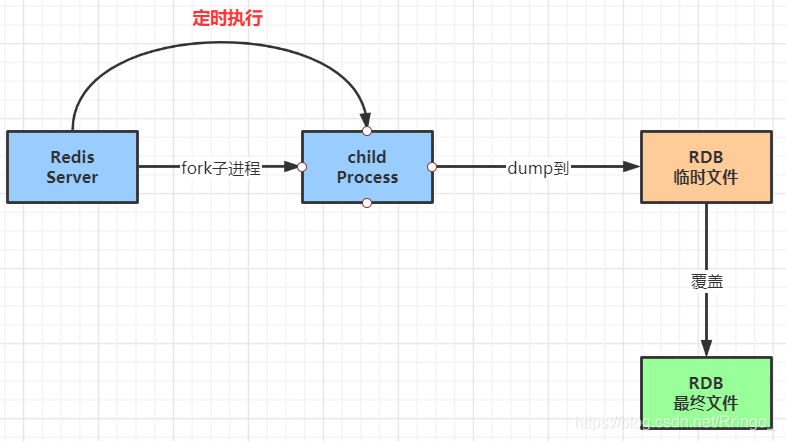 定时执行
Redis
Server
fork子进程
child
Process
dump到
RDB
临时文件
覆盖
RDB
最终文件
https://blog.csdn.net/Rringo